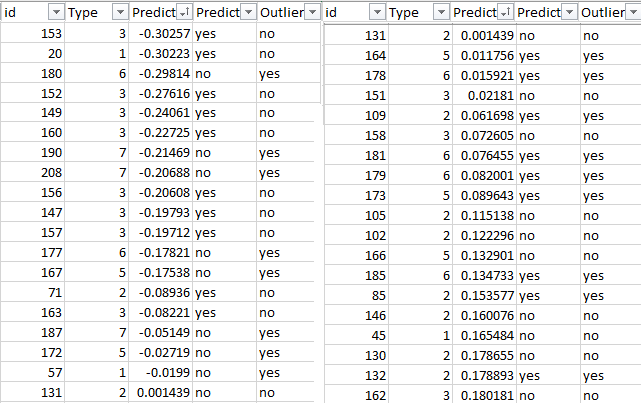 id Type Predict Predict Outlier
153 3 -0.30257 yes no
20 1 -0.30223 yes no
180 6 -0.29814 no yes
152 3 -0.27616 yes no
149 3 -0.24061 yes no
160 3 -0.22725 yes no
190 7 -0.21469 no yes
208 7 -0.20688 no yes
156 3 -0.20608 yes no
147 3 -0.19793 yes no
157 3 -0.19712 yes no
177 6 -0.17821 no yes
167 5 -0.17538 no yes
71 2 -0.08936 yes no
163 3 -0.08221 yes no
187 7 -0.05149 no yes
172 5 -0.02719 no yes
57 1 -0.0199 no yes
131 2 0.001439 no no
id Type Predict Predict Outlier
131 2 0.001439 no no
164 5 0.011756 yes yes
178 6 0.015921 yes yes
151 3 0.02181 no no
109 2 0.061698 yes yes
158 3 0.072605 no no
181 6 0.076455 yes yes
179 6 0.082001 yes yes
173 5 0.089643 yes yes
105 2 0.115138 no no
102 2 0.122296 no no
166 5 0.132901 no no
185 6 0.134733 yes yes
85 2 0.153577 yes yes
146 2 0.160076 no no
45 1 0.165484 no no
130 2 0.178655 no no
132 2 0.178893 yes yes
162 3 0.180181 no no